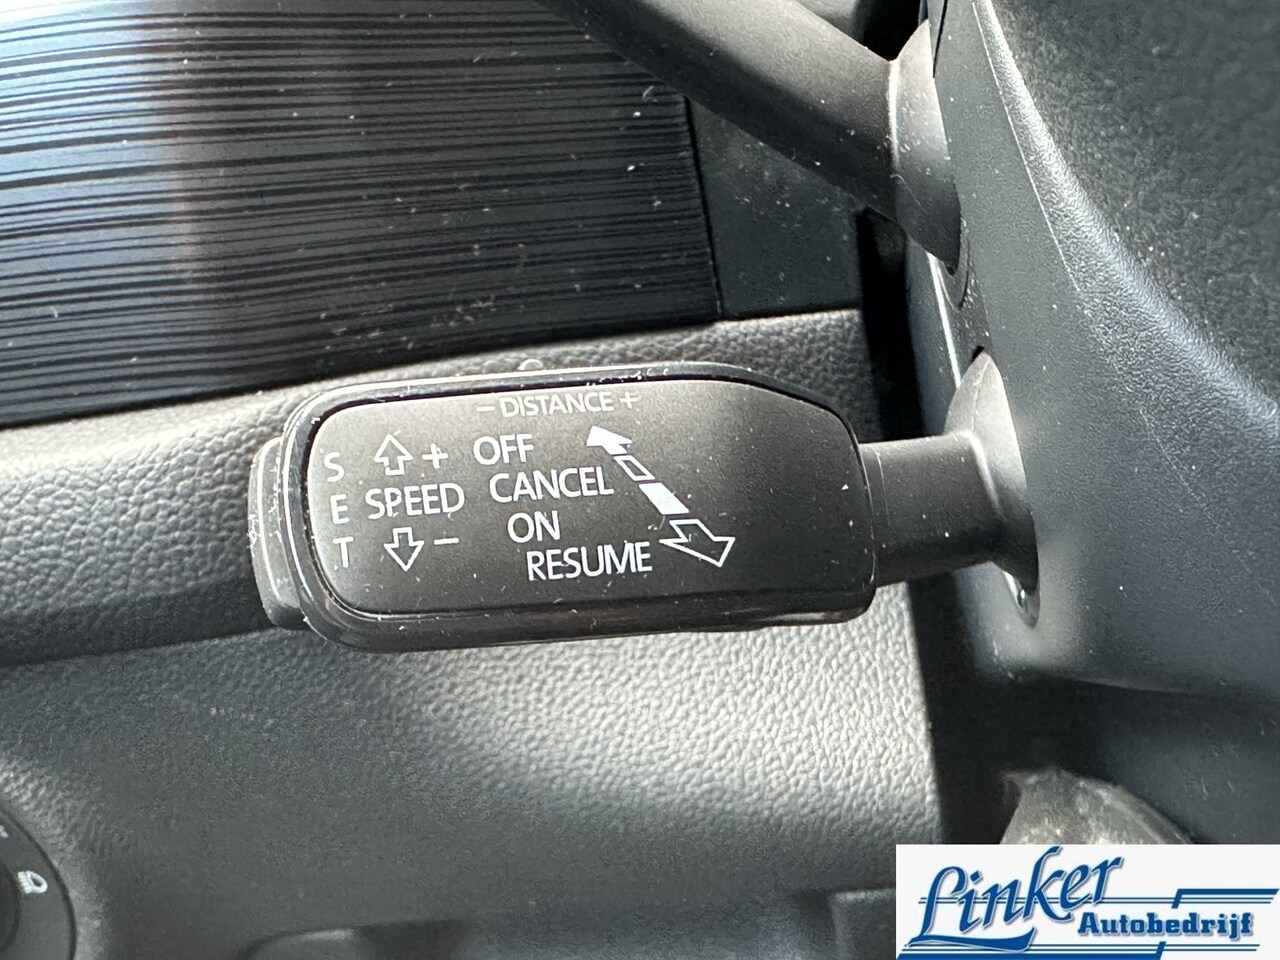 - DISTANCE +
S + OFF
E SPEED CANCEL
T - ON
RESUME
Linker
Autobedrijf